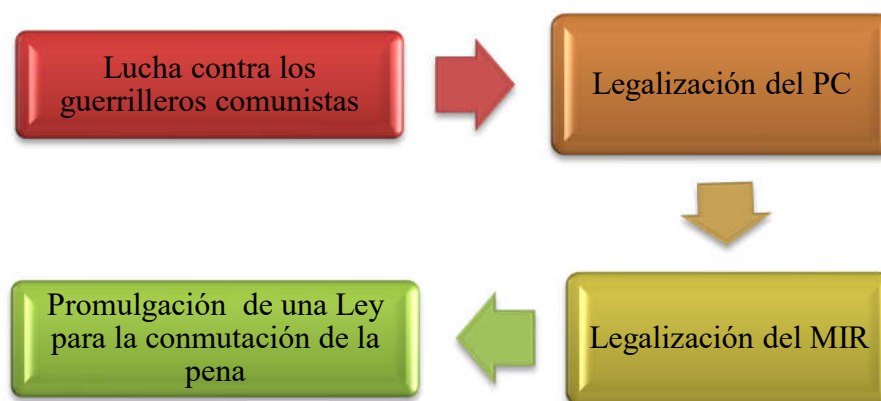 Lucha contra los
guerrilleros comunistas
Legalización del PC
Legalización del MIR
Promulgación de una Ley
para la conmutación de la
pena